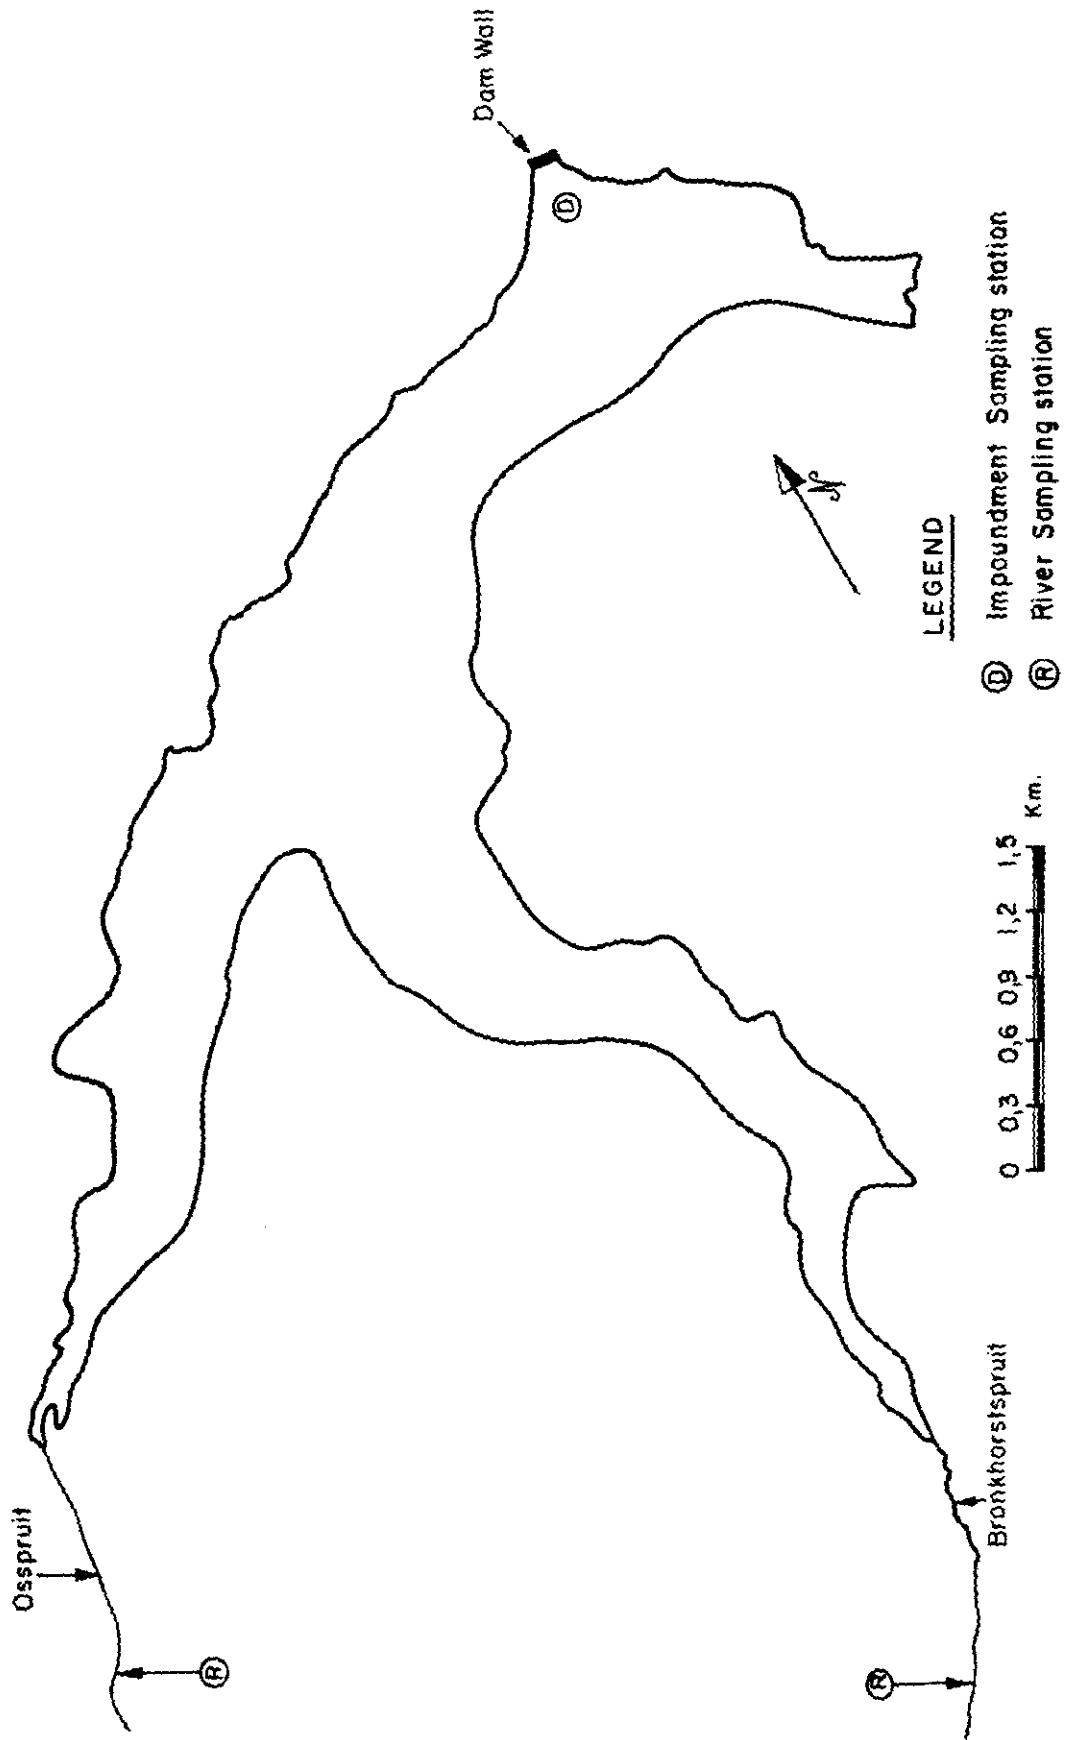 Dam Wall
D
Osspruit
R
R
Bronkhorstspruit
N
0 0,3 0,6 0,9 1,2 1,5 Km.
LEGEND
D Impoundment Sampling station
R River Sampling station